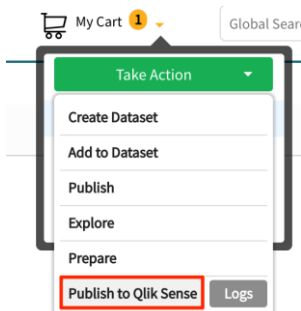 My Cart 1
Global Sear
Take Action
Create Dataset
Add to Dataset
Publish
Explore
Prepare
Publish to Qlik Sense Logs